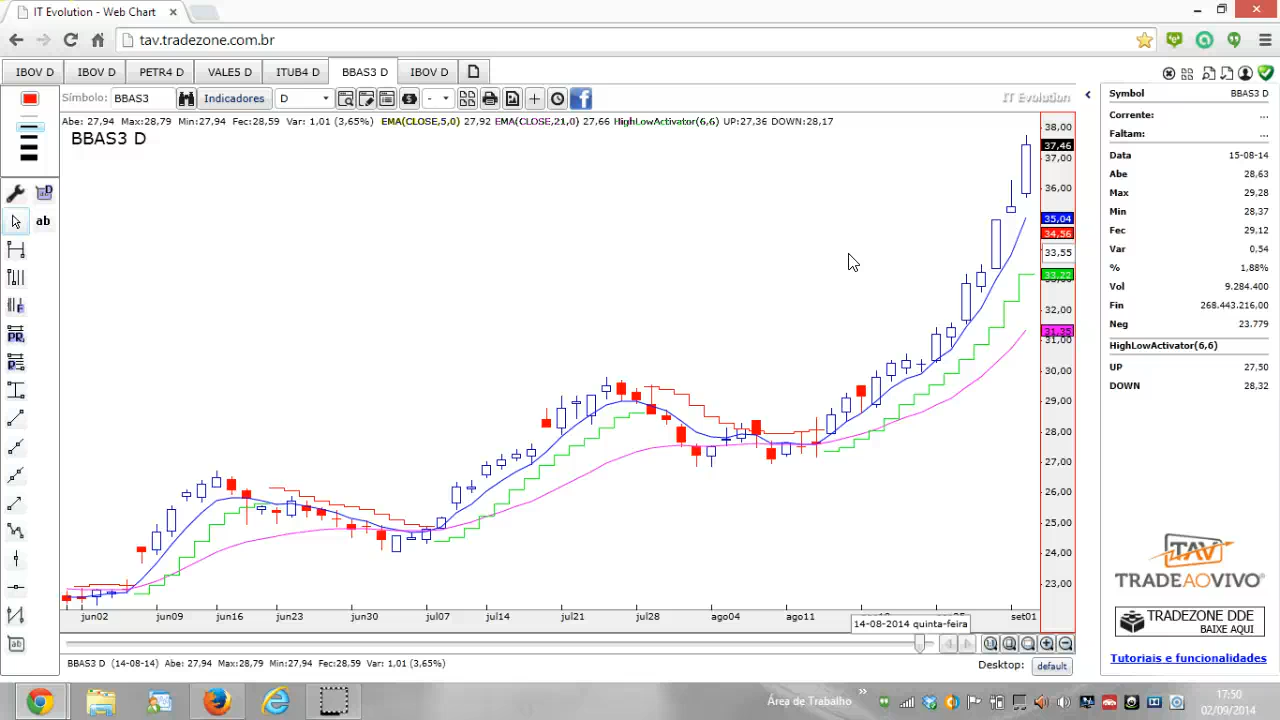 IT Evolution - Web Chart
tav.tradezone.com.br
IBOV D IBOV D PETR4 D VALE5 D ITUB4 D BBAS3 D IBOV D
Símbolo: BBAS3 Indicadores D IT Evolution
Abe: 27,94 Max:28,79 Min:27,94 Fec:28,59 Var: 1,01 (3,65%) EMA(CLOSE,5,0) 27,92 EMA(CLOSE,21,0) 27,66 HighLowActivator(6,6) UP:27,36 DOWN:28,17
BBAS3 D
ab
PR
38,00
37,46
37,00
36,00
35,04
34,56
33,55
33,22
32,00
31,35
31,00
30,00
29,00
28,00
27,00
26,00
25,00
24,00
23,00
jun02 jun09 jun16 jun23 jun30 jul07 jul14 jul21 jul28 ago04 ago11 set01
14-08-2014 quinta-feira
BBAS3 D (14-08-14) Abe: 27,94 Max:28,79 Min:27,94 Fec:28,59 Var: 1,01 (3,65%)
Desktop: default
Symbol BBAS3 D
Corrente: ...
Faltam: ...
Data 15-08-14
Abe 28,63
Max 29,28
Min 28,37
Fec 29,12
Var 0,54
% 1,88%
Vol 9.284.400
Fin 268.443.216,00
Neg 23.779
HighLowActivator(6,6)
UP 27,50
DOWN 28,32
TAV
TRADEAOVIVO
TRADEZONE DDE
BAIXE AQUI
Tutoriais e funcionalidades
Área de Trabalho
17:50
02/09/2014